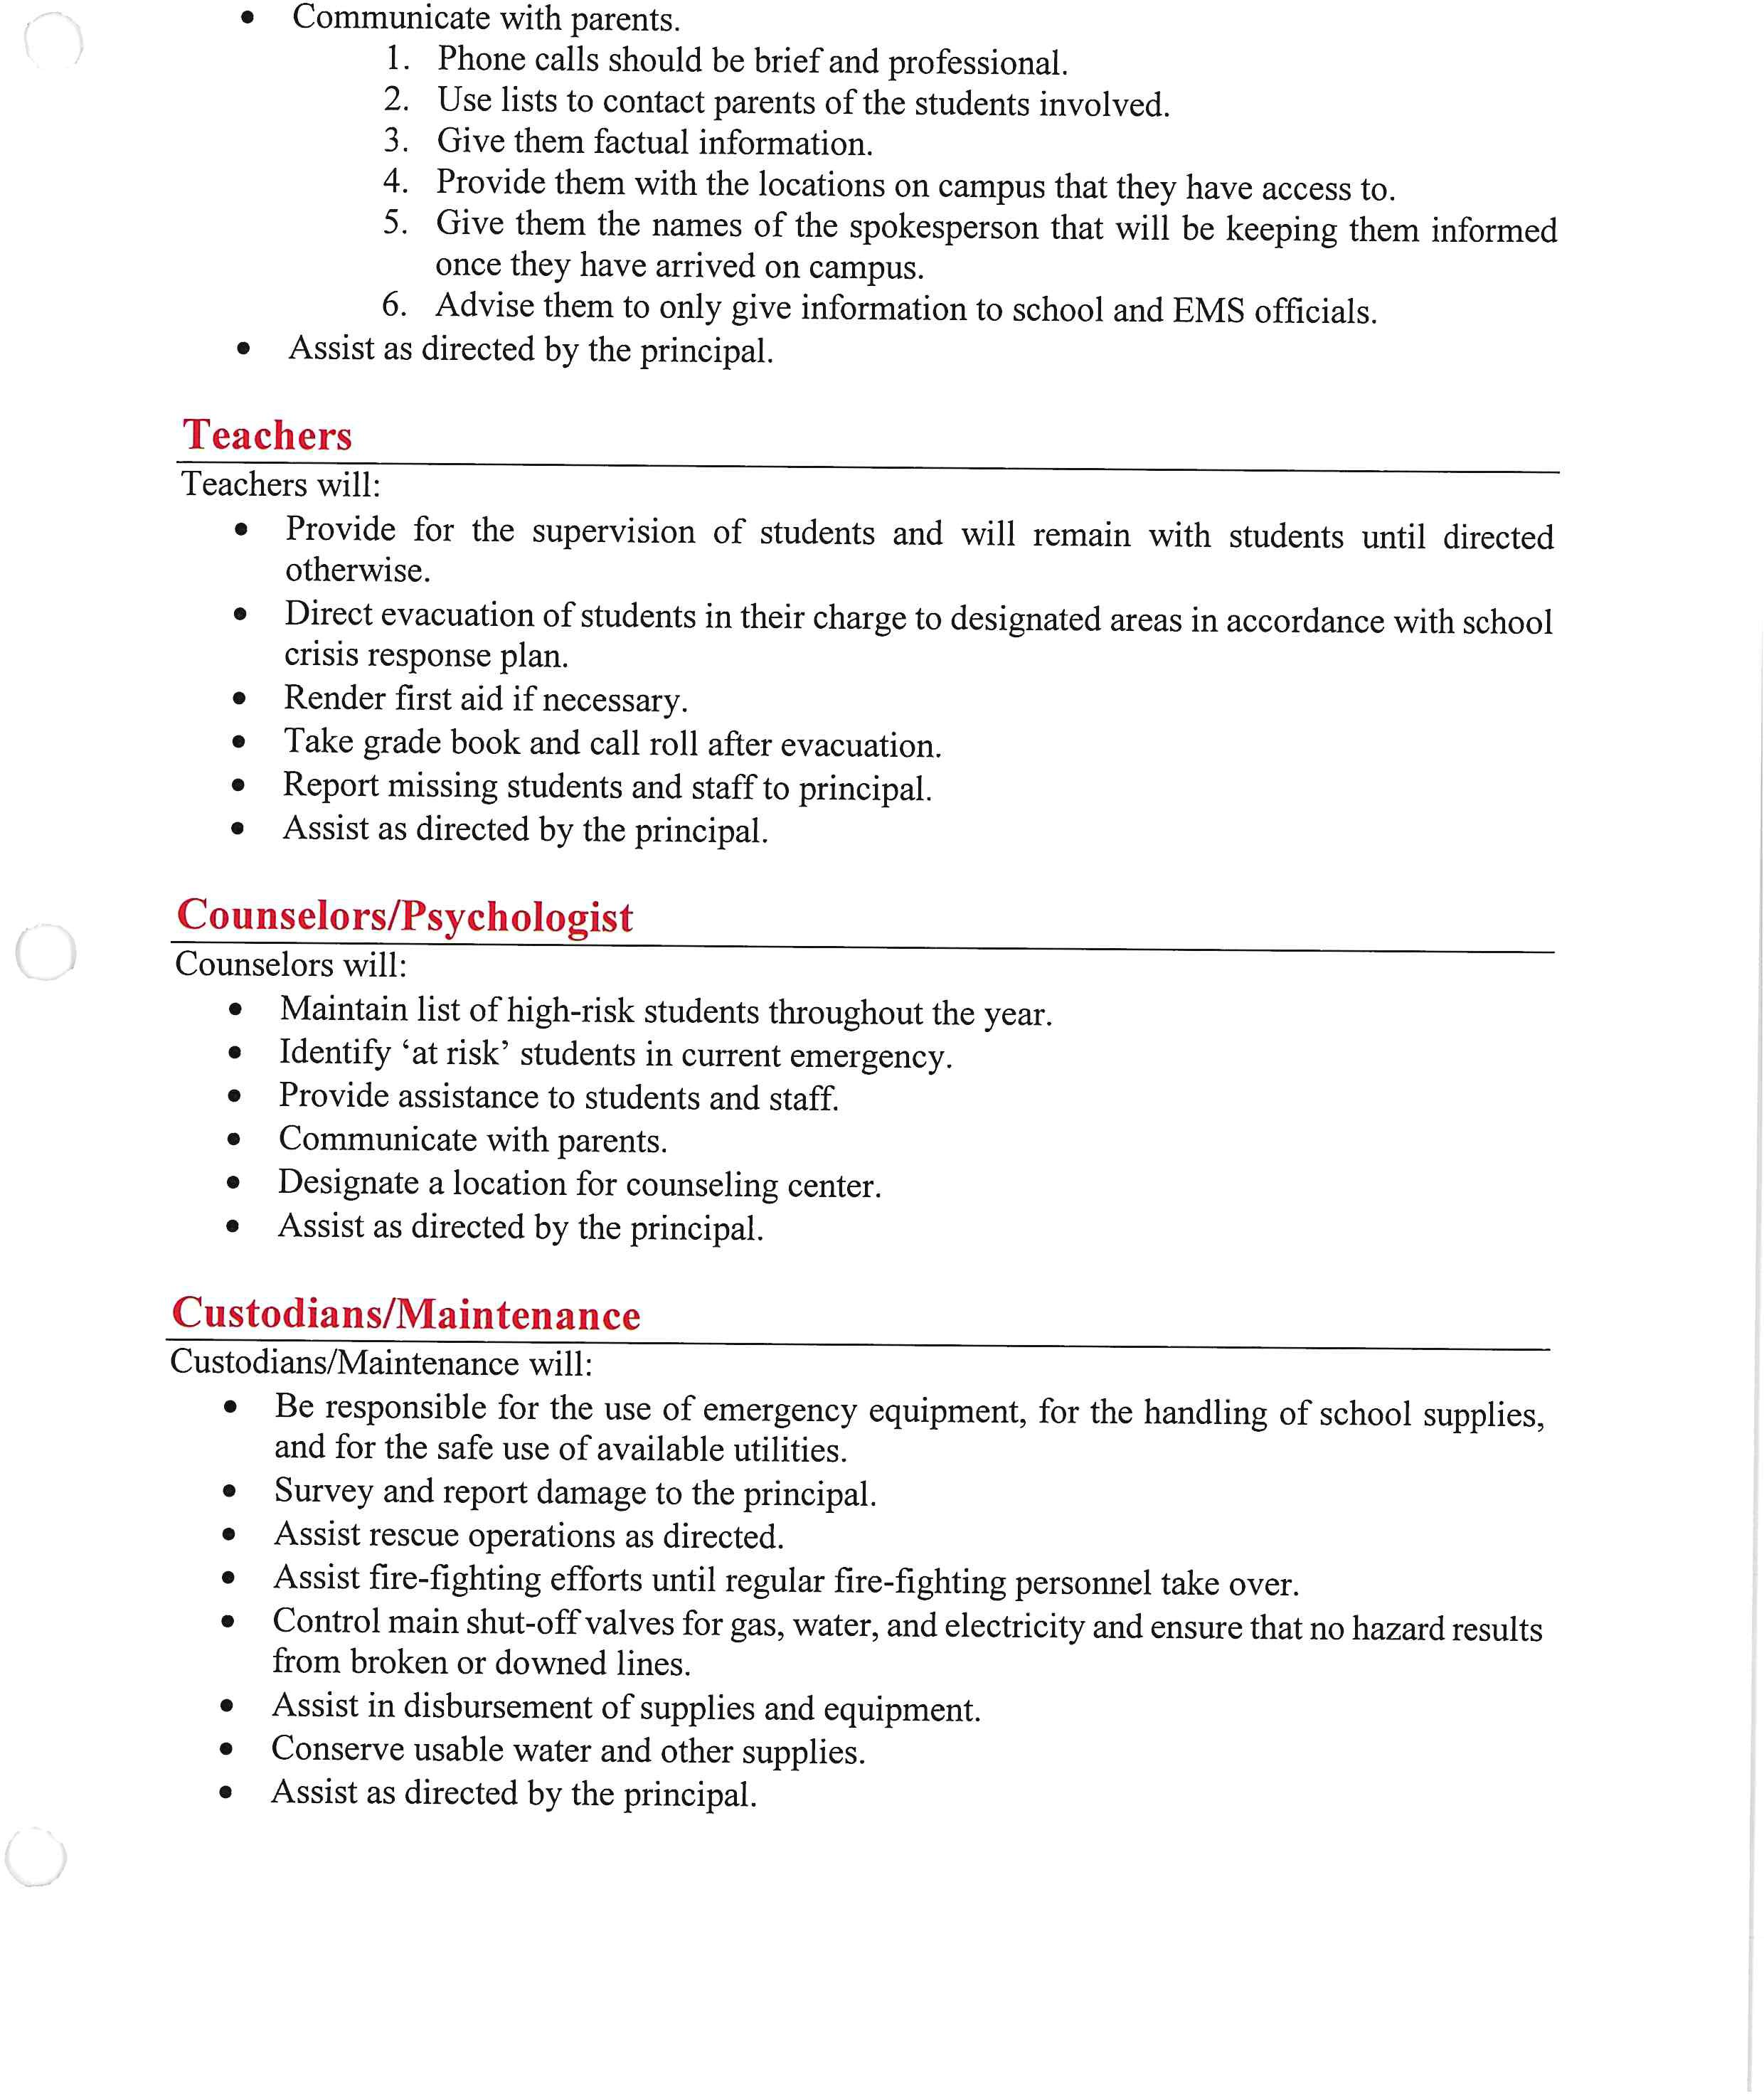 • Communicate with parents.
1. Phone calls should be brief and professional.
2. Use lists to contact parents of the students involved.
3. Give them factual information.
4. Provide them with the locations on campus that they have access to.
5. Give them the names of the spokesperson that will be keeping them informed
once they have arrived on campus.
6. Advise them to only give information to school and EMS officials.
• Assist as directed by the principal.
Teachers
Teachers will:
• Provide for the supervision of students and will remain with students until directed
otherwise.
• Direct evacuation of students in their charge to designated areas in accordance with school
crisis response plan.
• Render first aid if necessary.
• Take grade book and call roll after evacuation.
• Report missing students and staff to principal.
• Assist as directed by the principal.
Counselors/Psychologist
Counselors will:
• Maintain list of high-risk students throughout the year.
• Identify ‘at risk’ students in current emergency.
• Provide assistance to students and staff.
• Communicate with parents.
• Designate a location for counseling center.
• Assist as directed by the principal.
Custodians/Maintenance
Custodians/Maintenance will:
• Be responsible for the use of emergency equipment, for the handling of school supplies,
and for the safe use of available utilities.
• Survey and report damage to the principal.
• Assist rescue operations as directed.
• Assist fire-fighting efforts until regular fire-fighting personnel take over.
• Control main shut-off valves for gas, water, and electricity and ensure that no hazard results
from broken or downed lines.
• Assist in disbursement of supplies and equipment.
• Conserve usable water and other supplies.
• Assist as directed by the principal.